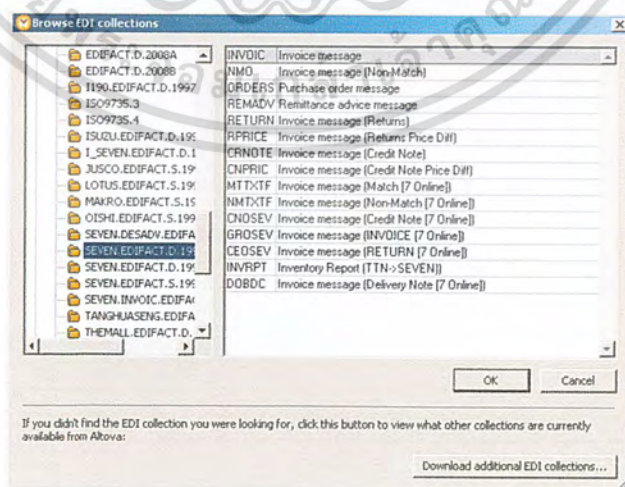 Browse EDI collections
EDIFACT.D.2008A
EDIFACT.D.2008B
I190.EDIFACT.D.1997
ISO9735.3
ISO9735.4
ISUZU.EDIFACT.D.199
I_SEVEN.EDIFACT.D.1
JUSCO.EDIFACT.S.19
LOTUS.EDIFACT.S.19
MAKRO.EDIFACT.S.19
OISHI.EDIFACT.S.199
SEVEN.DESADV.EDIFA
SEVEN.EDIFACT.D.19
SEVEN.EDIFACT.D.19
SEVEN.EDIFACT.S.19
SEVEN.INVOIC.EDIFA
TANGHUASENG.EDIFA
THEMALL.EDIFACT.D.
INVOIC Invoice message
NMO Invoice message (Non-Match)
ORDERS Purchase order message
REMADV Remittance advice message
RETURN Invoice message (Returns)
RPRICE Invoice message (Returns Price Diff)
CRNOTE Invoice message (Credit Note)
CNPRIC Invoice message (Credit Note Price Diff)
MTTXTF Invoice message (Match [7 Online])
NMTXTF Invoice message (Non-Match [7 Online])
CNOSEV Invoice message (Credit Note [7 Online])
GROSEV Invoice message (INVOICE [7 Online])
CEOSEV Invoice message (RETURN [7 Online])
INVRPT Inventory Report (TTN->SEVEN))
DOBDC Invoice message (Delivery Note [7 Online])
OK Cancel
If you didn't find the EDI collection you were looking for, click this button to view what other collections are currently
available from Altova:
Download additional EDI collections...